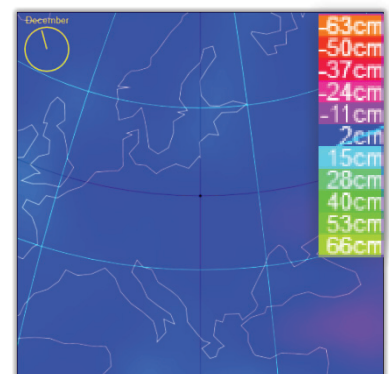 December
-63cm
-50cm
-37cm
-24cm
-11cm
2cm
15cm
28cm
40cm
53cm
66cm